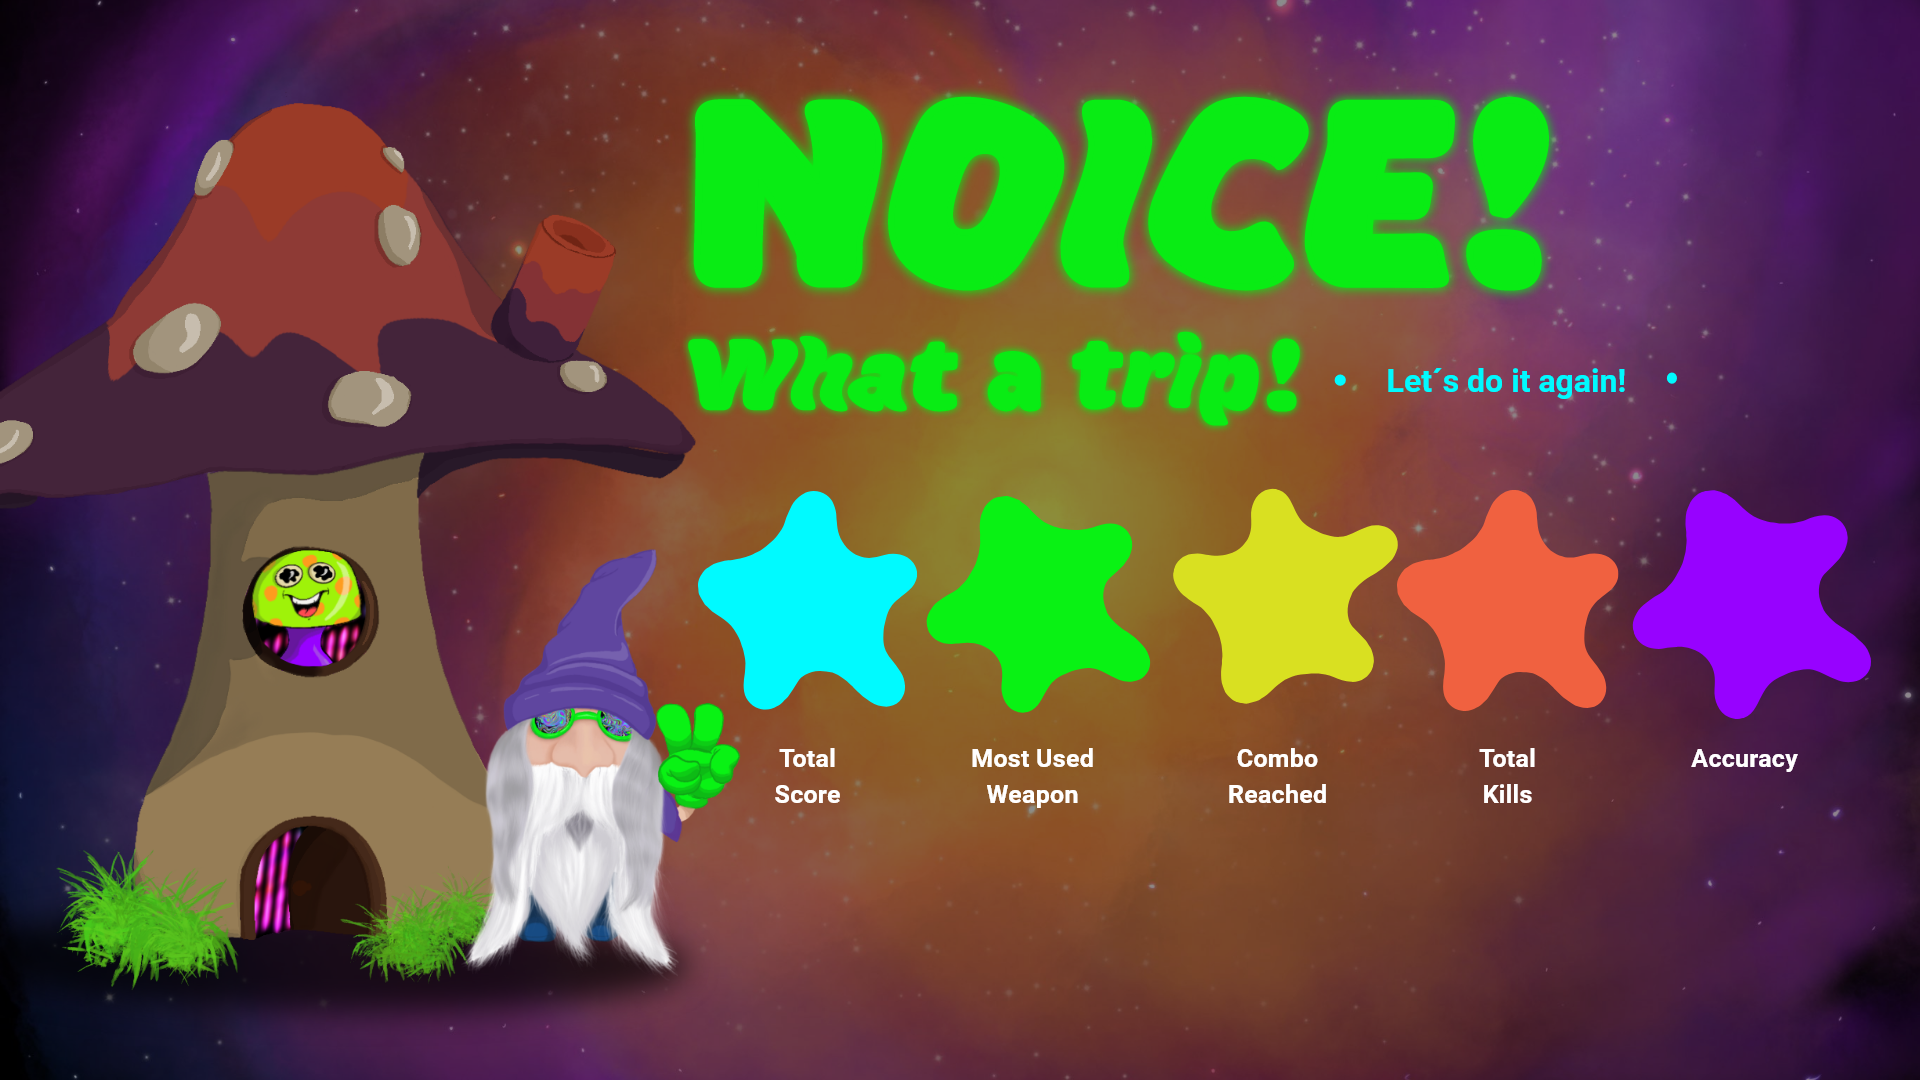 NOICE!
What a trip!
• Let´s do it again! •
Total
Score
Most Used
Weapon
Combo
Reached
Total
Kills
Accuracy